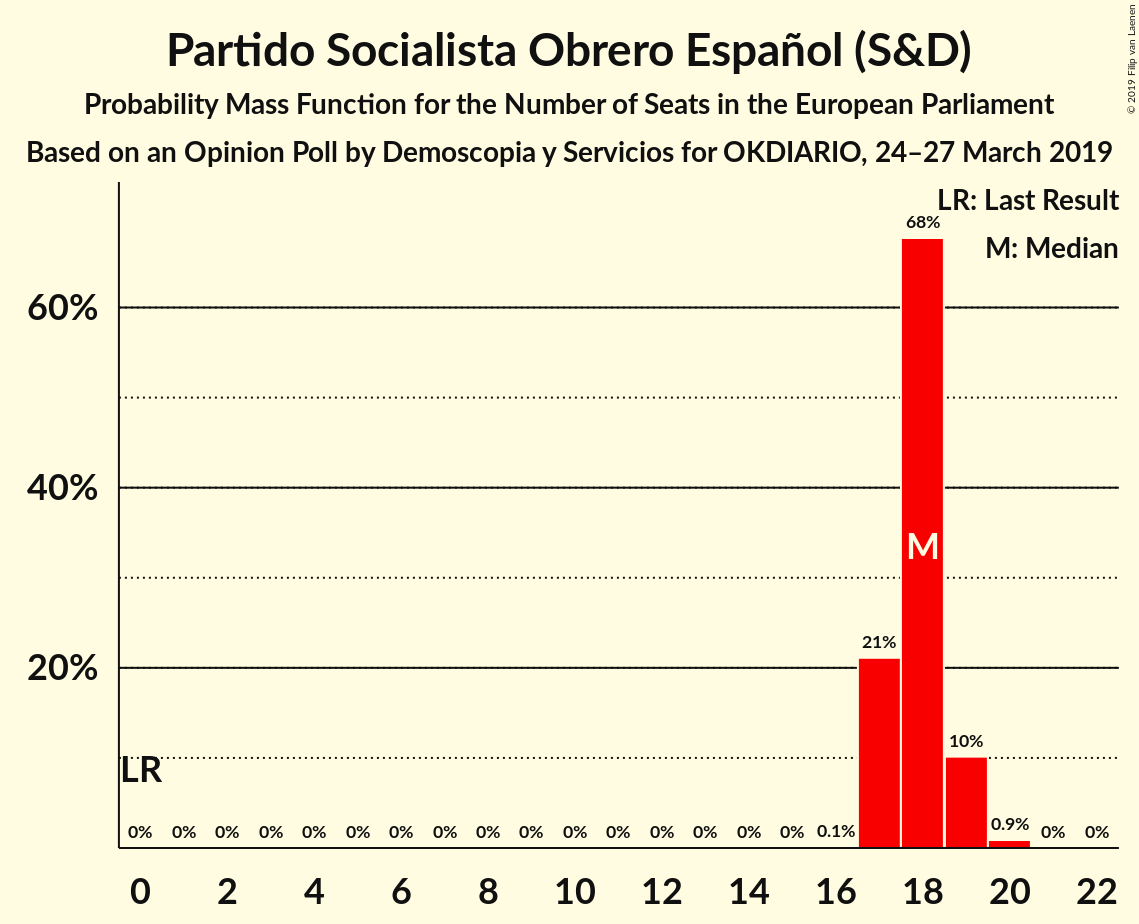 Partido Socialista Obrero Español (S&D)
Probability Mass Function for the Number of Seats in the European Parliament
Based on an Opinion Poll by Demoscopia y Servicios for OKDIARIO, 24–27 March 2019
© 2019 Filip van Laenen
LR: Last Result
M: Median
68%
60%
40%
M
21%
20%
10%
LR
0% 0% 0% 0% 0% 0% 0% 0% 0% 0% 0% 0% 0% 0% 0% 0% 0.1% 0.9% 0% 0%
0 2 4 6 8 10 12 14 16 18 20 22